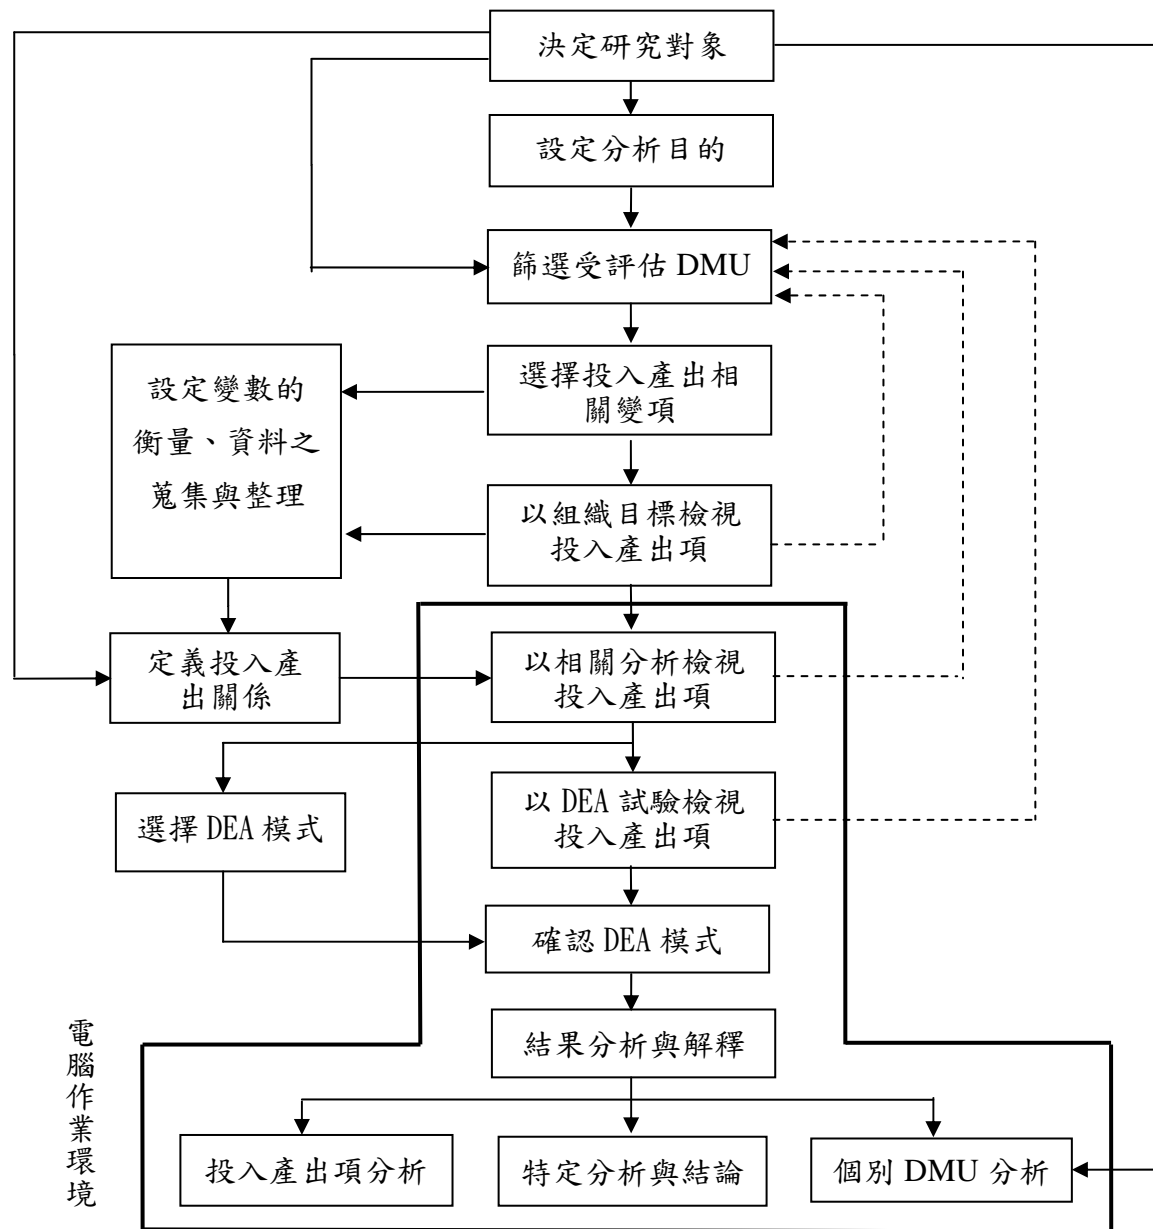 決定研究對象
設定分析目的
篩選受評估 DMU
選擇投入產出相
關變項
設定變數的
衡量、資料之
蒐集與整理
以組織目標檢視
投入產出項
定義投入產
出關係
以相關分析檢視
投入產出項
選擇 DEA 模式
以 DEA 試驗檢視
投入產出項
確認 DEA 模式
結果分析與解釋
電腦作業環境
投入產出項分析
特定分析與結論
個別 DMU 分析